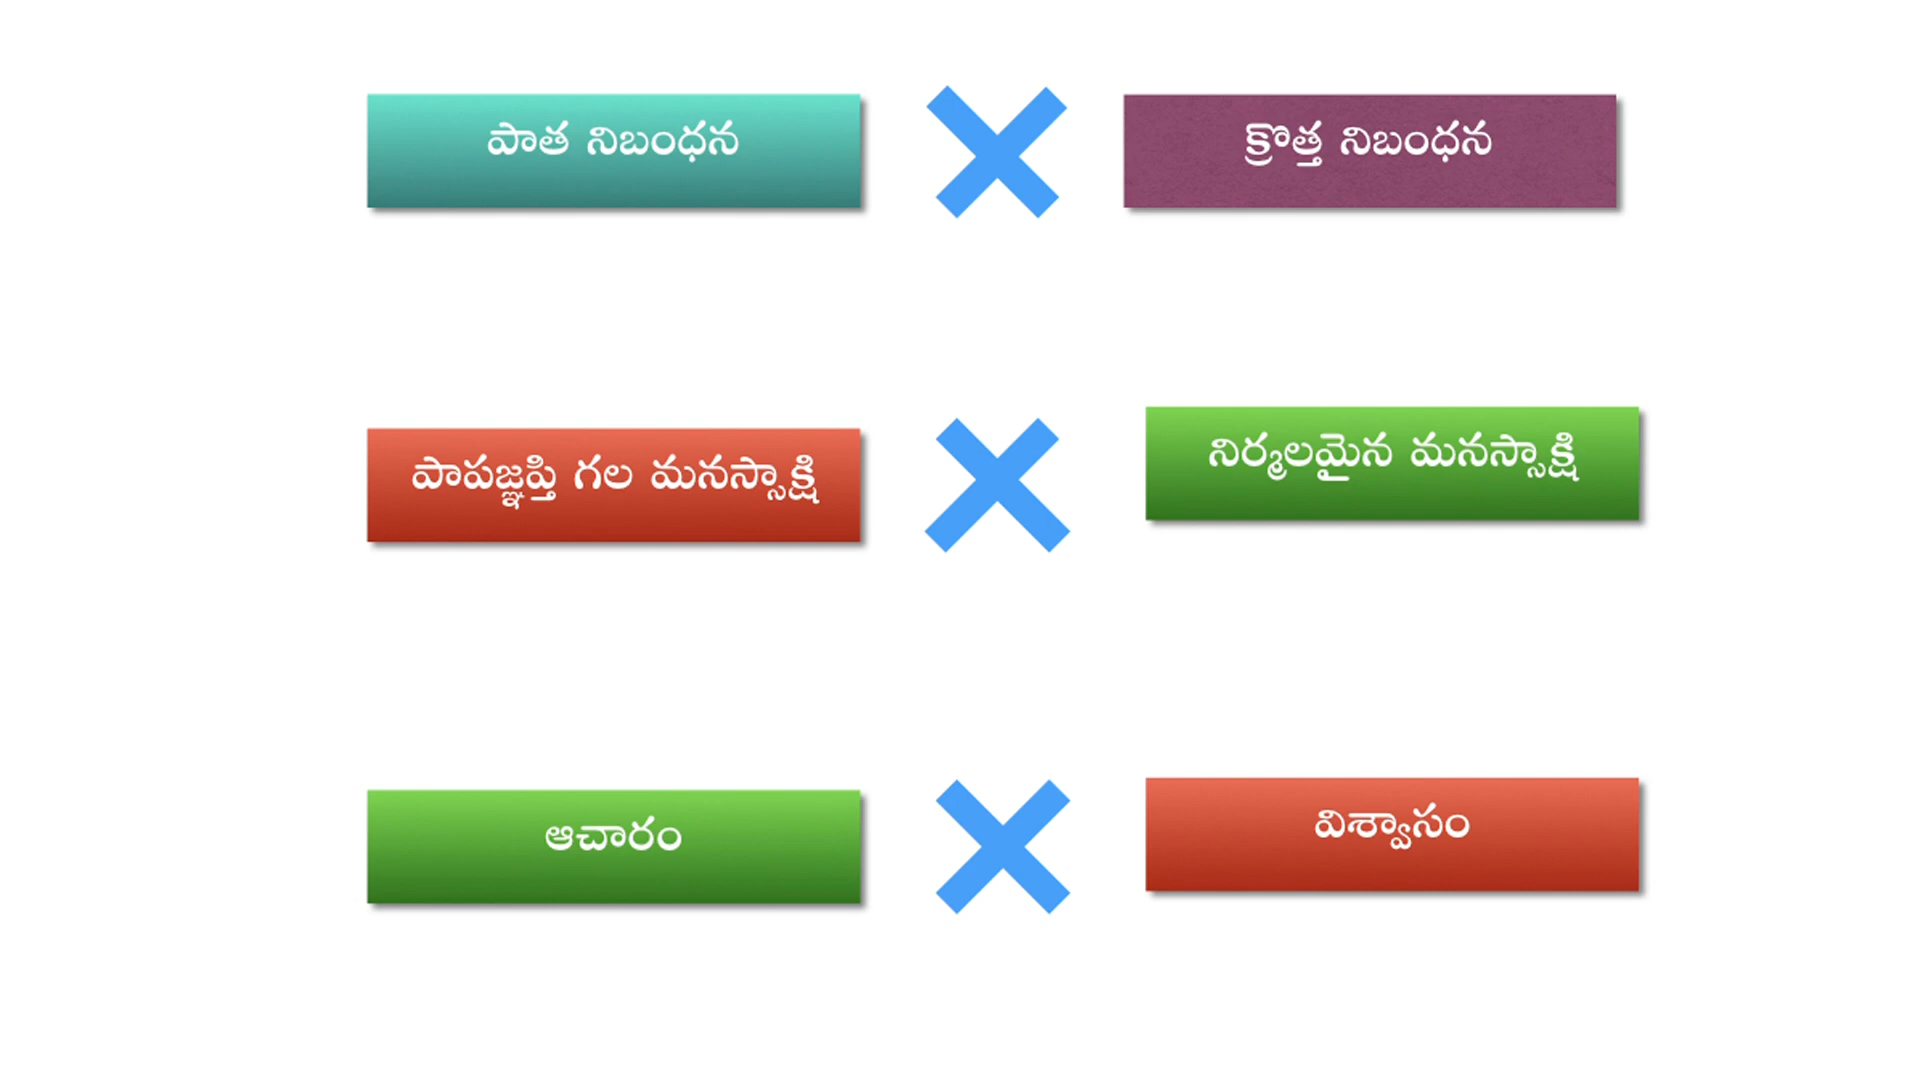 పాత నిబంధన
క్రొత్త నిబంధన
పాపజ్ఞప్తి గల మనస్సాక్షి
నిర్మలమైన మనస్సాక్షి
ఆచారం
విశ్వాసం